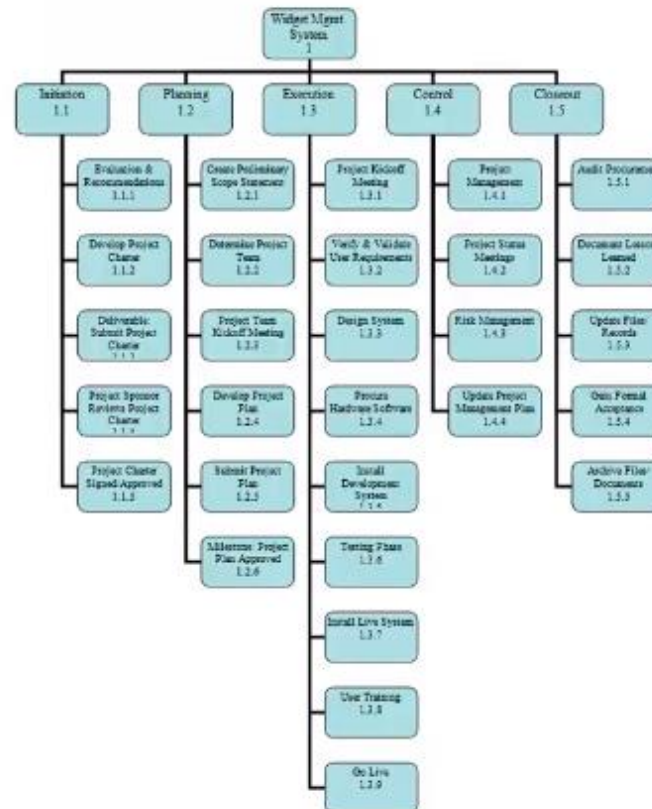 Widget Mgmt
System
1
Initiation
1.1
Planning
1.2
Execution
1.3
Control
1.4
Closeout
1.5
Evaluation &
Recommendations
1.1.1
Develop Project
Charter
1.1.2
Deliverable:
Submit Project
Charter
Project Sponsor
Reviews Project
Charter
Project Charter
Signed/Approved
1.1.5
Create Preliminary
Scope Statement
1.2.1
Determine Project
Team
1.2.2
Project Team
Kickoff Meeting
1.2.3
Develop Project
Plan
1.2.4
Submit Project
Plan
1.2.5
Milestone: Project
Plan Approved
1.2.6
Project Kickoff
Meeting
1.3.1
Verify & Validate
User Requirements
1.3.2
Design System
1.3.3
Procure
Hardware Software
1.3.4
Install
Development
System
Testing Phase
1.3.6
Install Live System
1.3.7
User Training
1.3.8
Go Live
1.3.9
Project
Management
1.4.1
Project Status
Meetings
1.4.2
Risk Management
1.4.3
Update Project
Management Plan
1.4.4
Audit Procurement
1.5.1
Document Lessons
Learned
1.5.2
Update Files/
Records
1.5.3
Gain Formal
Acceptance
1.5.4
Archive Files/
Documents
1.5.5